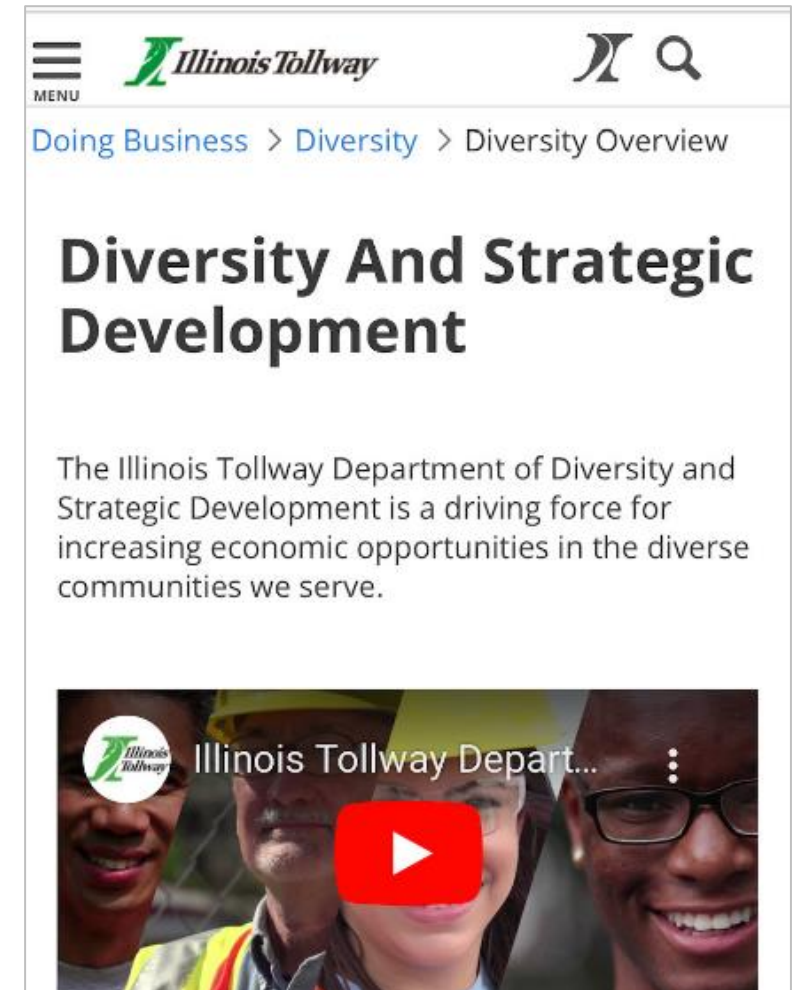 Illinois Tollway
MENU
Doing Business > Diversity > Diversity Overview
Diversity And Strategic
Development
The Illinois Tollway Department of Diversity and
Strategic Development is a driving force for
increasing economic opportunities in the diverse
communities we serve.
Illinois
Tollway
Illinois Tollway Depart...